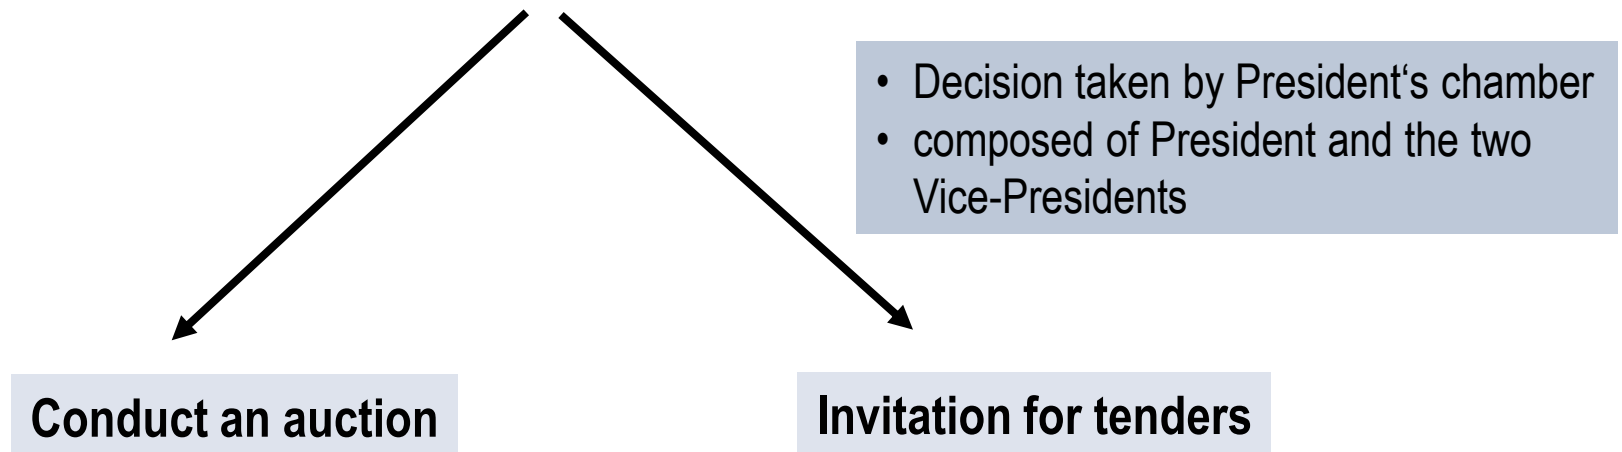 • Decision taken by President‘s chamber
• composed of President and the two
Vice-Presidents
Conduct an auction
Invitation for tenders